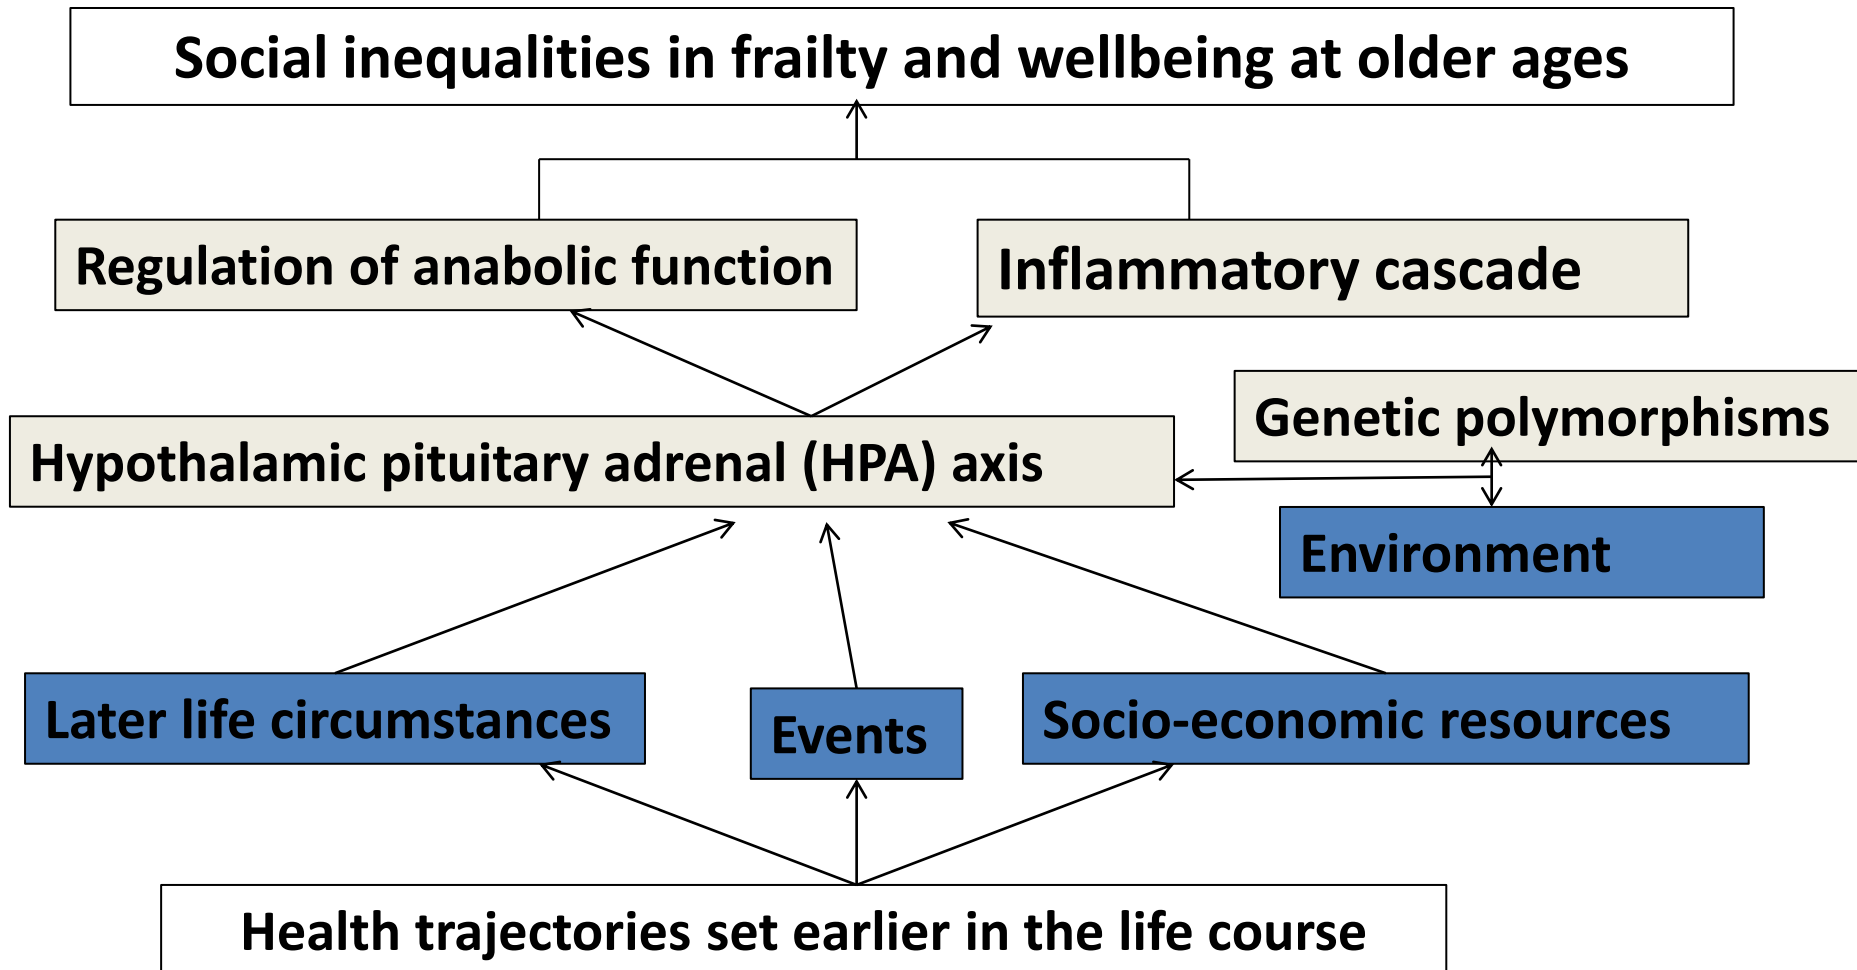 Social inequalities in frailty and wellbeing at older ages
Regulation of anabolic function
Inflammatory cascade
Genetic polymorphisms
Hypothalamic pituitary adrenal (HPA) axis
Environment
Later life circumstances
Events
Socio-economic resources
Health trajectories set earlier in the life course